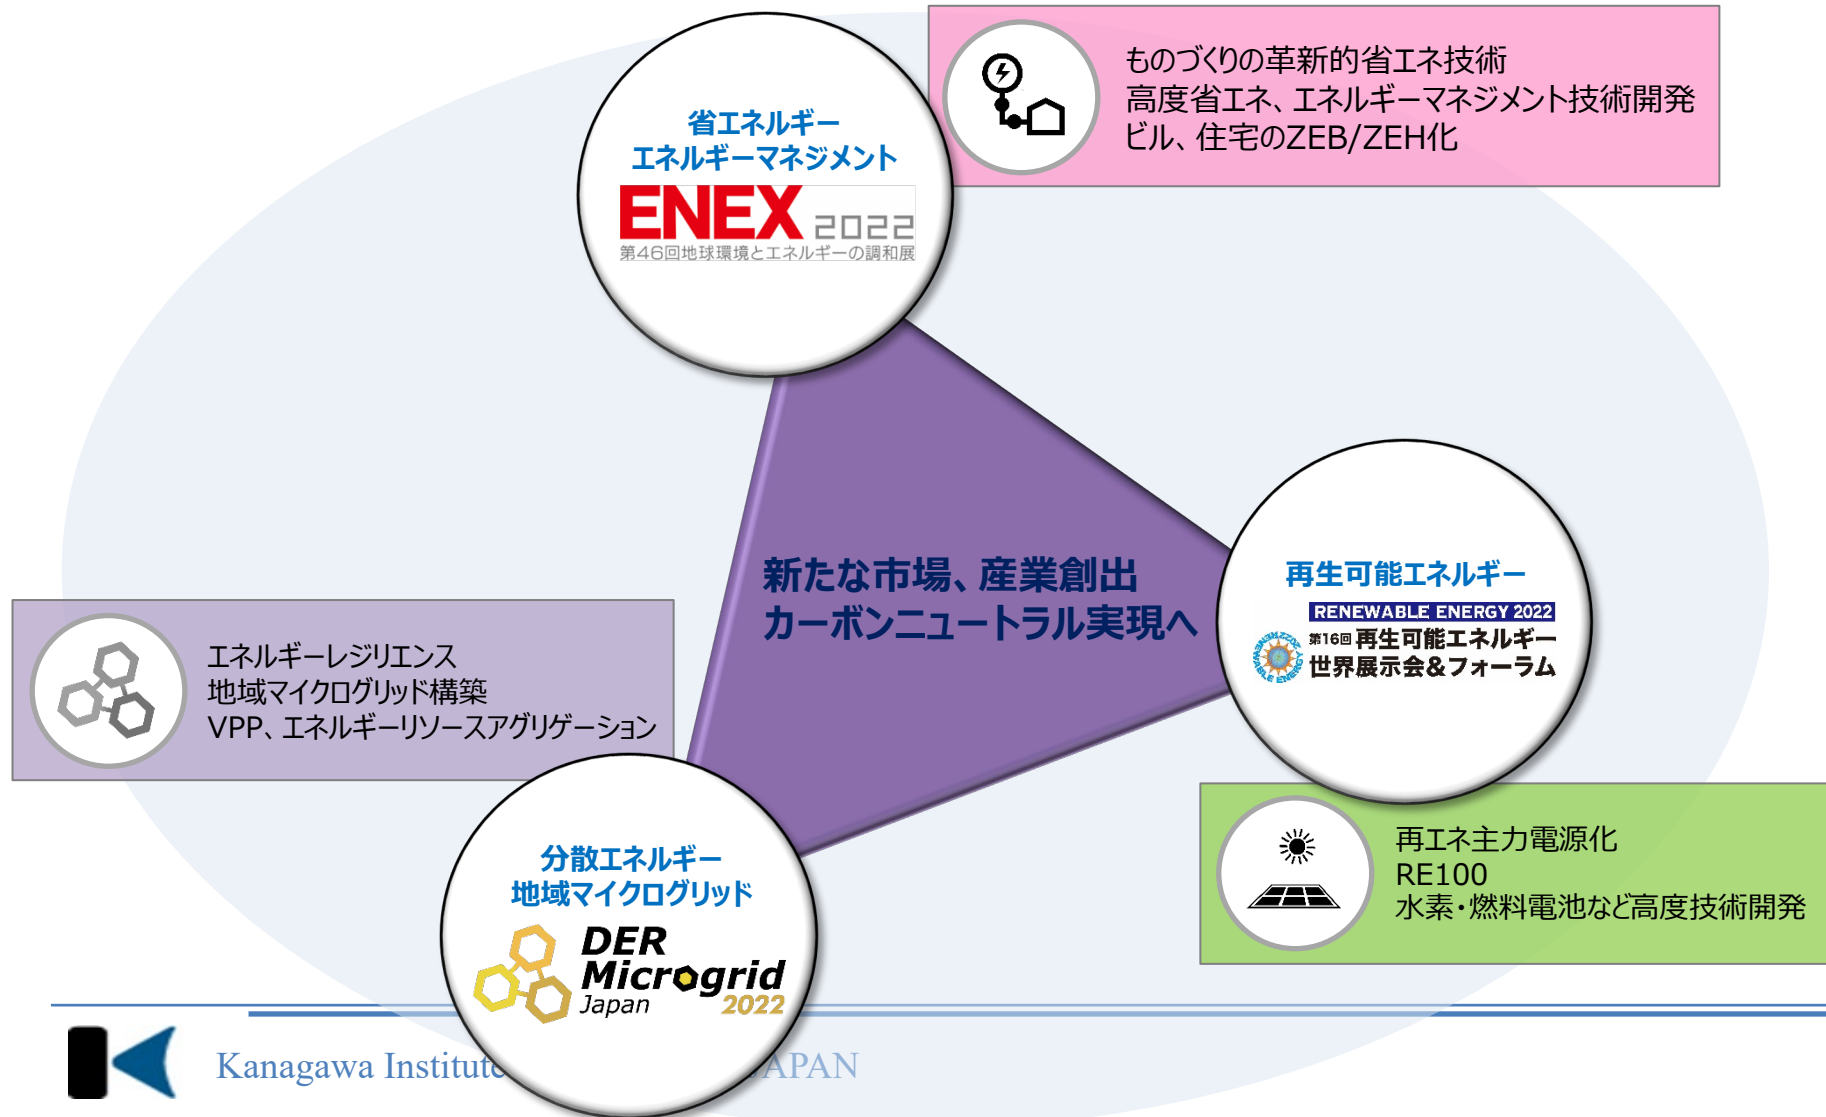 省エネルギー
エネルギーマネジメント
ENEX 2022
第46回地球環境とエネルギーの調和展
ものづくりの革新的省エネ技術
高度省エネ、エネルギーマネジメント技術開発
ビル、住宅のZEB/ZEH化
新たな市場、産業創出
カーボンニュートラル実現へ
再生可能エネルギー
RENEWABLE ENERGY 2022
第16回 再生可能エネルギー
世界展示会&フォーラム
エネルギーレジリエンス
地域マイクログリッド構築
VPP、エネルギーリソースアグリゲーション
再エネ主力電源化
RE100
水素・燃料電池など高度技術開発
分散エネルギー
地域マイクログリッド
DER
Microgrid
Japan 2022
Kanagawa Institute